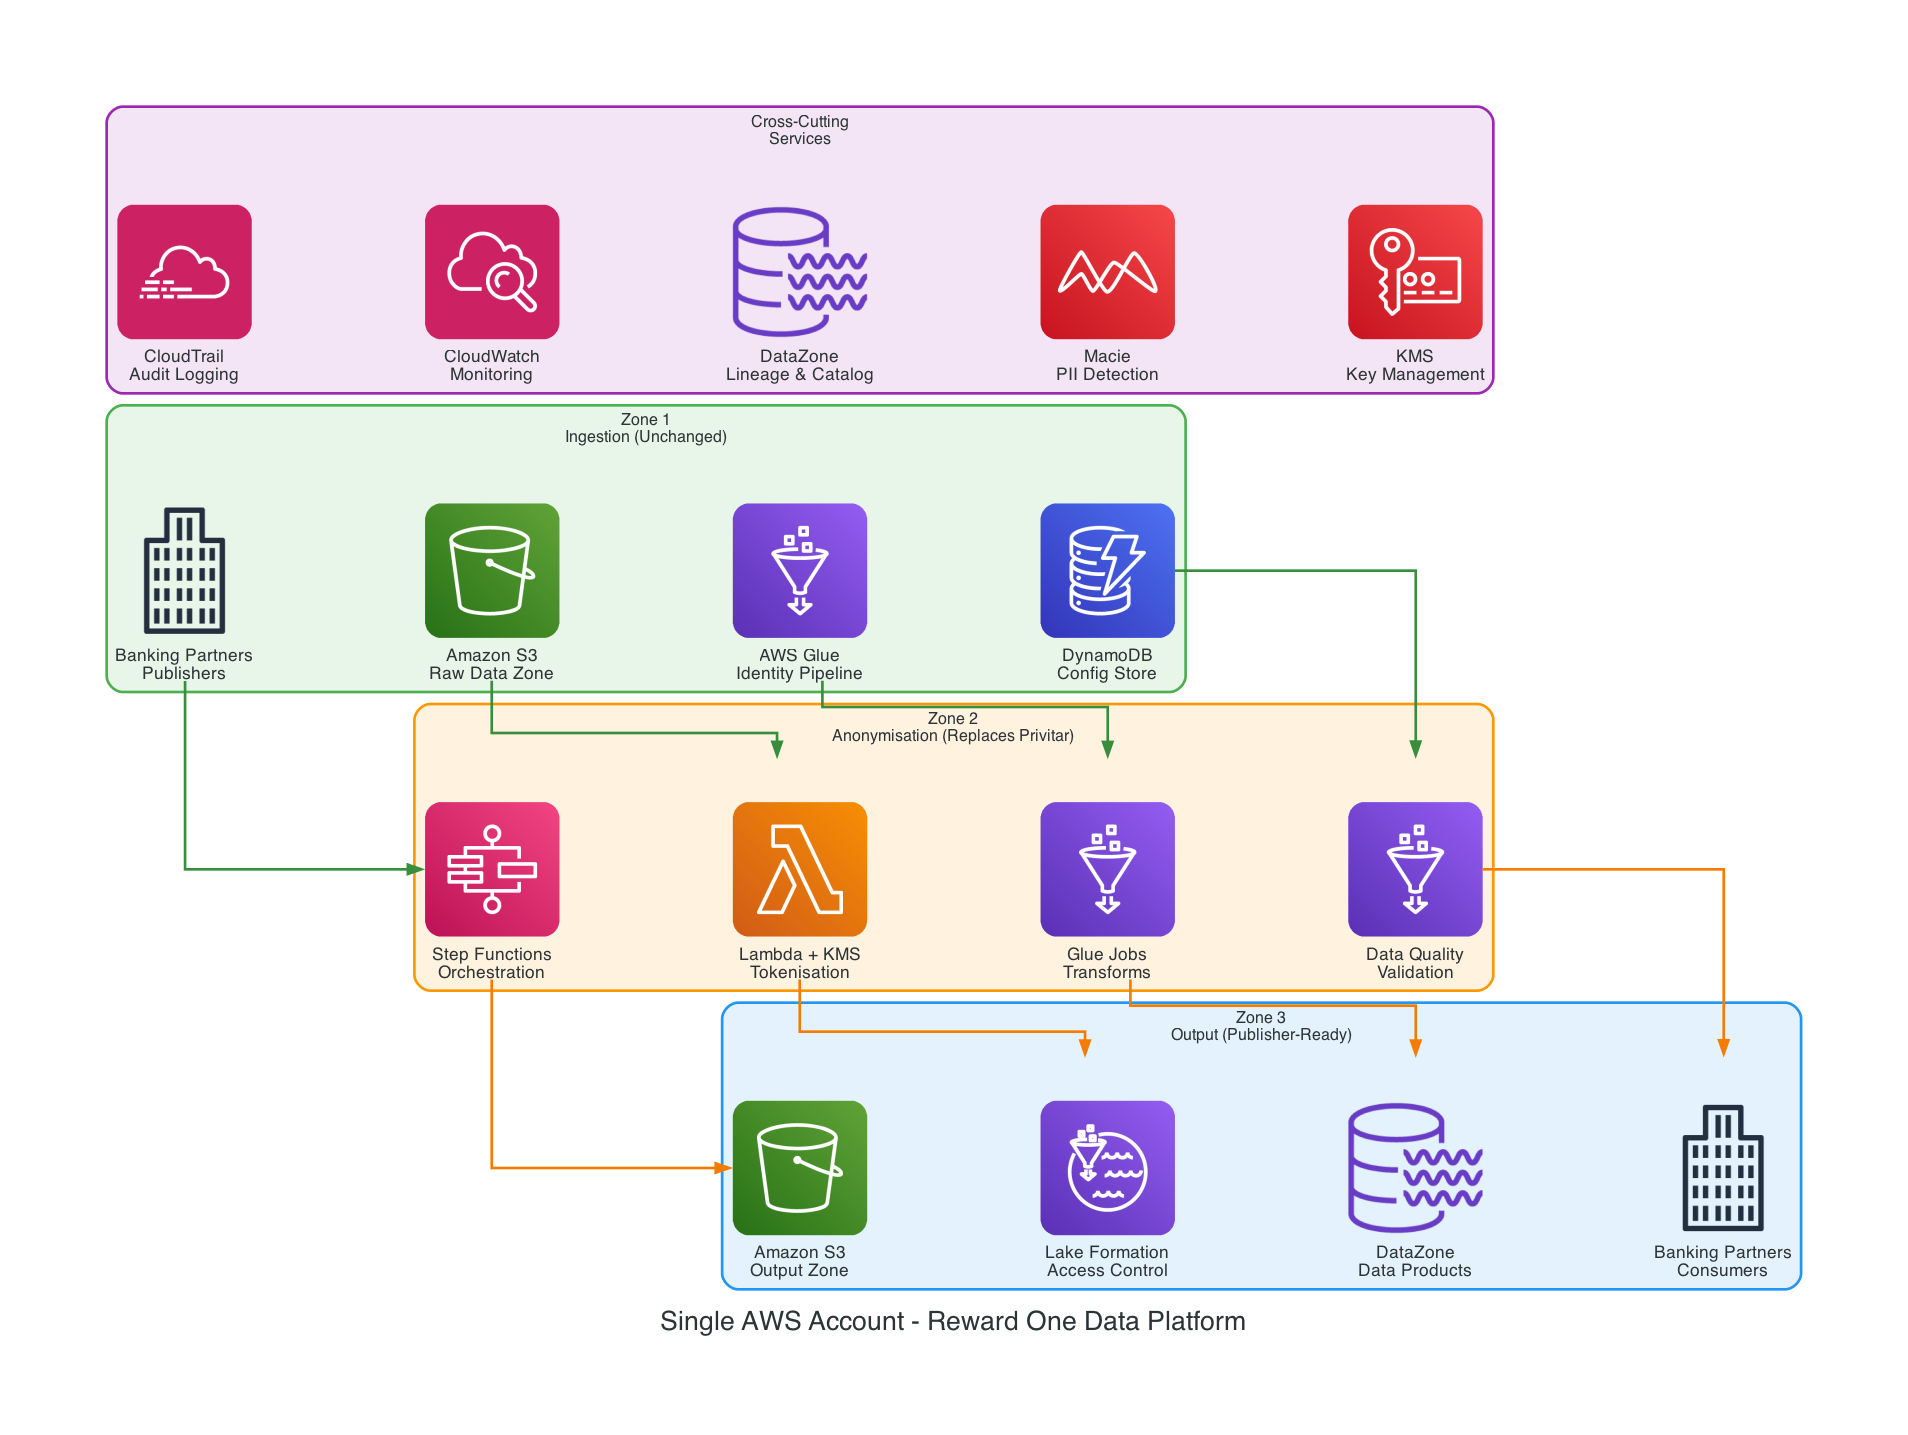 Cross-Cutting
Services
CloudTrail
Audit Logging
CloudWatch
Monitoring
DataZone
Lineage & Catalog
Macie
PII Detection
KMS
Key Management
Zone 1
Ingestion (Unchanged)
Banking Partners
Publishers
Amazon S3
Raw Data Zone
AWS Glue
Identity Pipeline
DynamoDB
Config Store
Zone 2
Anonymisation (Replaces Privitar)
Step Functions
Orchestration
Lambda + KMS
Tokenisation
Glue Jobs
Transforms
Data Quality
Validation
Zone 3
Output (Publisher-Ready)
Amazon S3
Output Zone
Lake Formation
Access Control
DataZone
Data Products
Banking Partners
Consumers
Single AWS Account - Reward One Data Platform